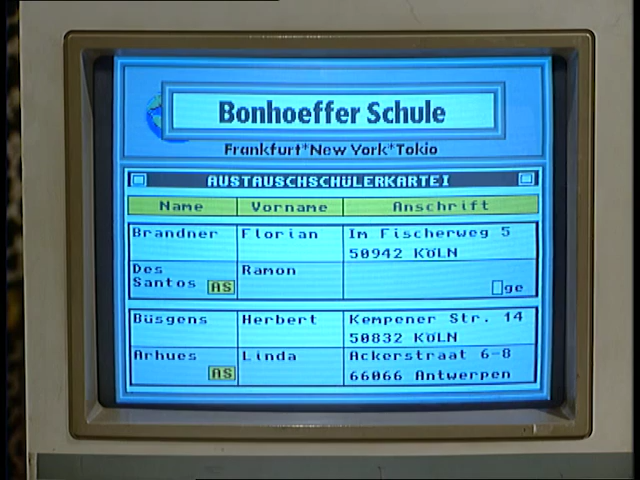 Bonhoeffer Schule
Frankfurt*New York*Tokio
AUSTAUSCHSCHÜLERKARTEI
Name Vorname Anschrift
Brandner Florian Im Fischerweg 5
50942 KÖLN
Des Ramon
Santos AS ge
Büsgens Herbert Kempener Str. 14
50832 KÖLN
Arhues Linda Ackerstraat 6-8
AS 66066 Antwerpen